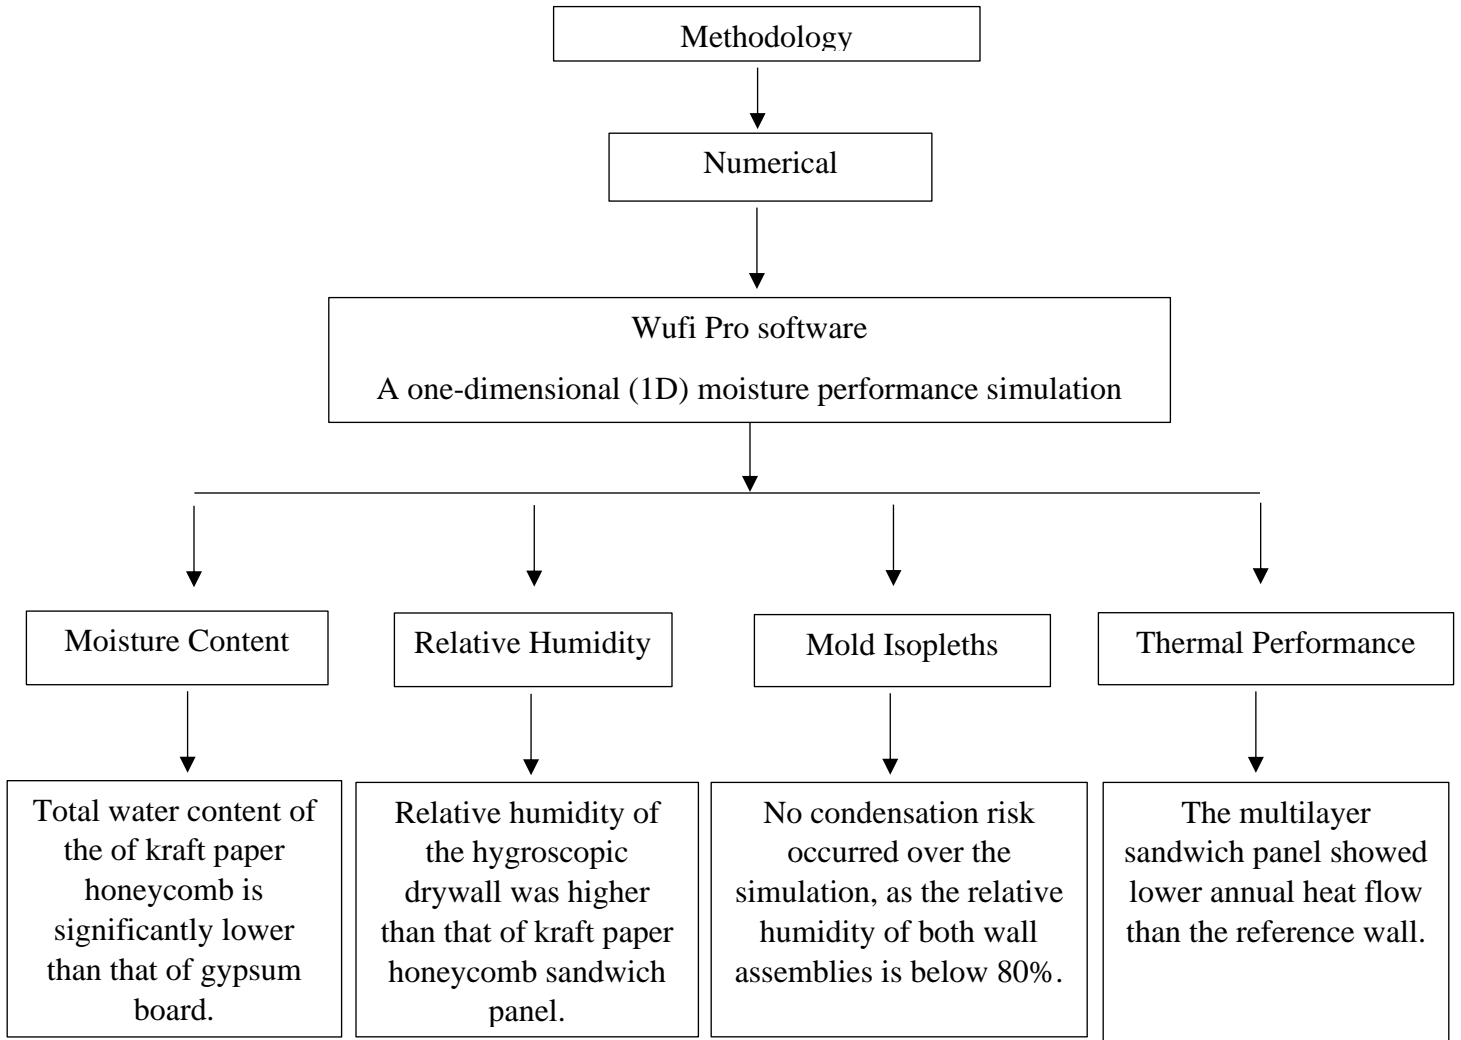 Methodology
Numerical
Wufi Pro software
A one-dimensional (1D) moisture performance simulation
Moisture Content
Relative Humidity
Mold Isopleths
Thermal Performance
Total water content of
the of kraft paper
honeycomb is
significantly lower
than that of gypsum
board.
Relative humidity of
the hygroscopic
drywall was higher
than that of kraft paper
honeycomb sandwich
panel.
No condensation risk
occurred over the
simulation, as the relative
humidity of both wall
assemblies is below 80%.
The multilayer
sandwich panel showed
lower annual heat flow
than the reference wall.